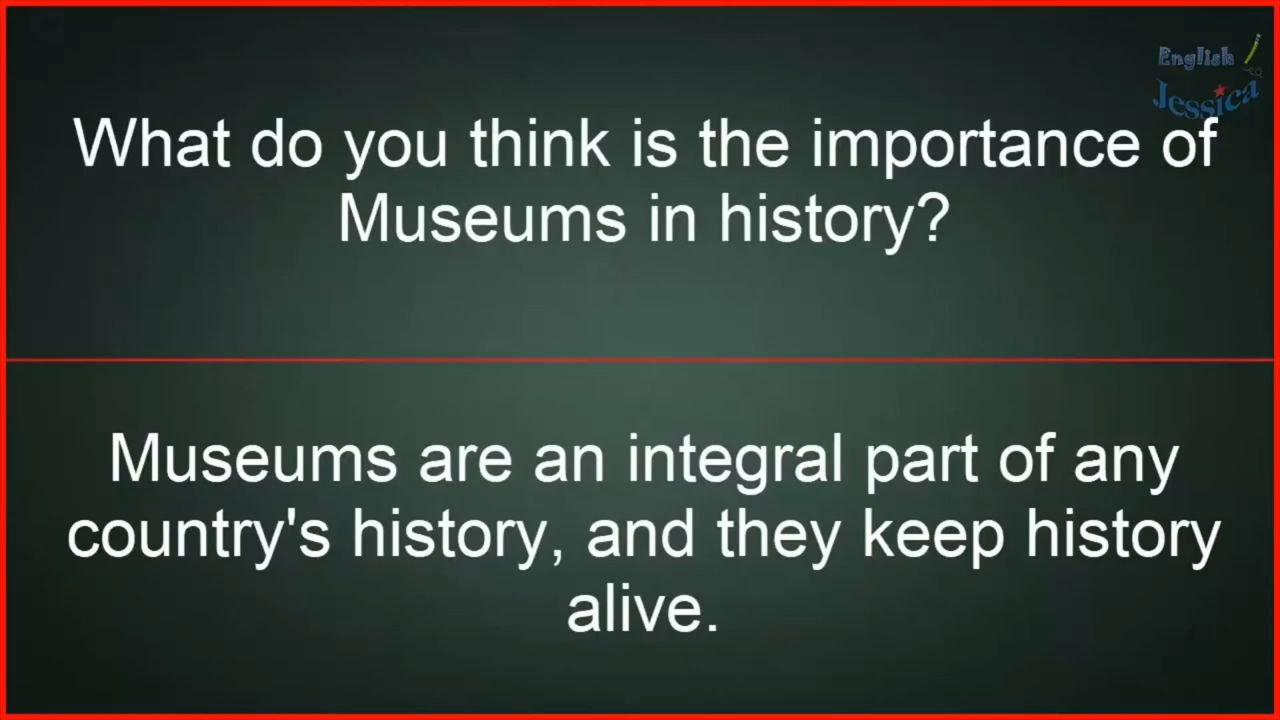 English
Jessica
What do you think is the importance of
Museums in history?
Museums are an integral part of any
country's history, and they keep history
alive.